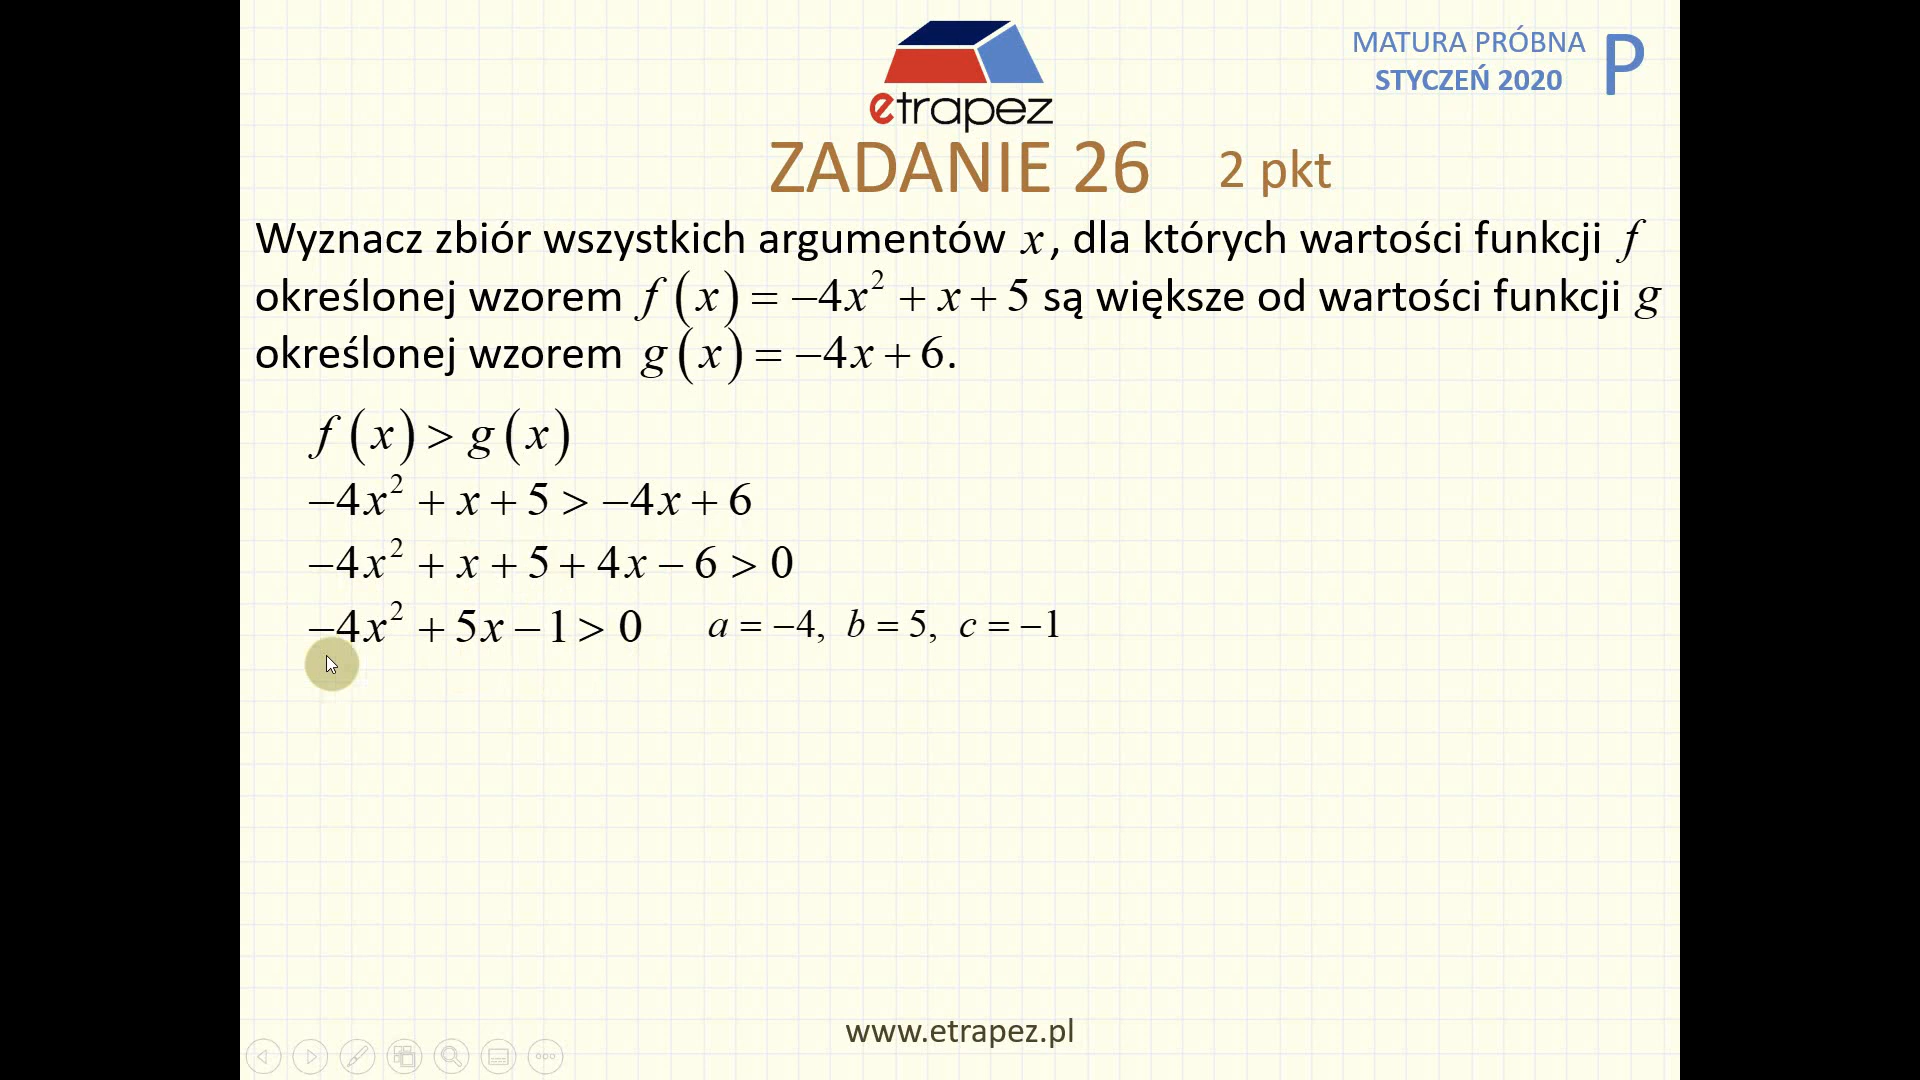 etrapez
MATURA PRÓBNA
STYCZEŃ 2020
P
ZADANIE 26 2 pkt
Wyznacz zbiór wszystkich argumentów x, dla których wartości funkcji f
określonej wzorem f(x) = −4x² + x + 5 są większe od wartości funkcji g
określonej wzorem g(x) = −4x + 6.
f(x) > g(x)
−4x² + x + 5 > −4x + 6
−4x² + x + 5 + 4x − 6 > 0
−4x² + 5x − 1 > 0 a = −4, b = 5, c = −1
www.etrapez.pl